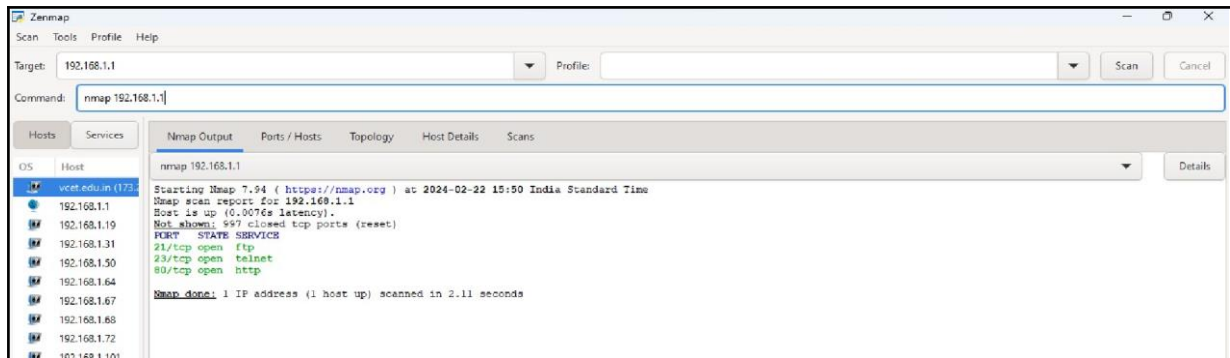 Zenmap
Scan Tools Profile Help
Target: 192.168.1.1 Profile: Scan Cancel
Command: nmap 192.168.1.1
Hosts Services Nmap Output Ports / Hosts Topology Host Details Scans
OS Host nmap 192.168.1.1 Details
vcet.edu.in (173.2
192.168.1.1
192.168.1.19
192.168.1.31
192.168.1.50
192.168.1.64
192.168.1.67
192.168.1.68
192.168.1.72
192.168.1.101
Starting Nmap 7.94 ( https://nmap.org ) at 2024-02-22 15:50 India Standard Time
Nmap scan report for 192.168.1.1
Host is up (0.0076s latency).
Not shown: 997 closed tcp ports (reset)
PORT STATE SERVICE
21/tcp open ftp
23/tcp open telnet
80/tcp open http
Nmap done: 1 IP address (1 host up) scanned in 2.11 seconds